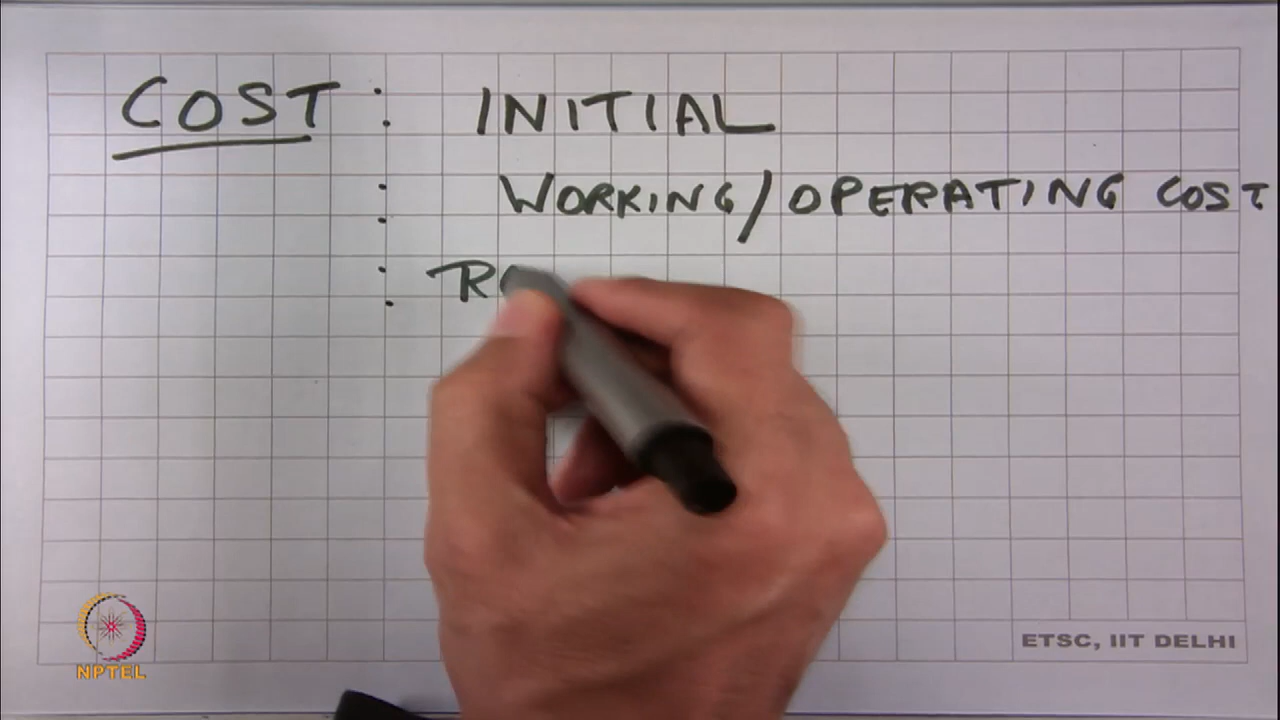 COST : INITIAL
: WORKING/OPERATING COST
:
NPTEL
ETSC, IIT DELHI